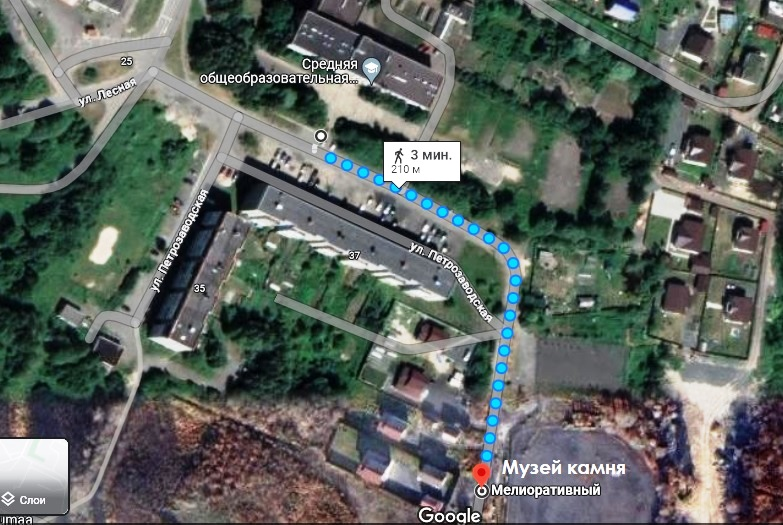 25
ул. Лесная
Средняя
общеобразовательная...
3 мин.
210 м
ул. Петрозаводская
37
ул. Петрозаводская
35
Музей камня
Мелиоративный
Слои
Google